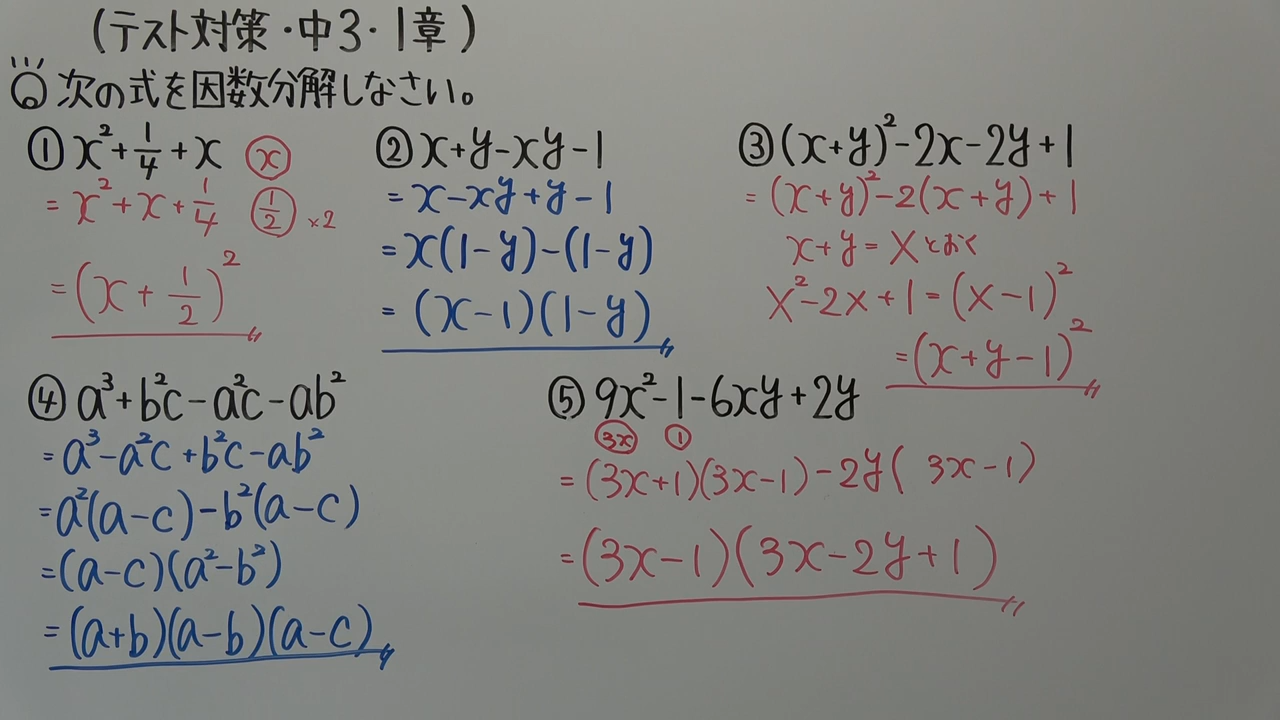 (テスト対策・中3・1章)
Q 次の式を因数分解しなさい。
① x² + 1/4 + x x
= x² + x + 1/4 1/2 ×2
= (x + 1/2)²
② x+y-xy-1
= x-xy+y-1
= x(1-y)-(1-y)
= (x-1)(1-y)
③ (x+y)²-2x-2y+1
= (x+y)²-2(x+y)+1
x+y=Xとおく
X²-2X+1=(X-1)²
=(x+y-1)²
④ a³+b²c-a²c-ab²
= a³-a²c+b²c-ab²
= a²(a-c)-b²(a-c)
= (a-c)(a²-b²)
= (a+b)(a-b)(a-c)
⑤ 9x²-1-6xy+2y
3x 1
= (3x+1)(3x-1)-2y(3x-1)
= (3x-1)(3x-2y+1)